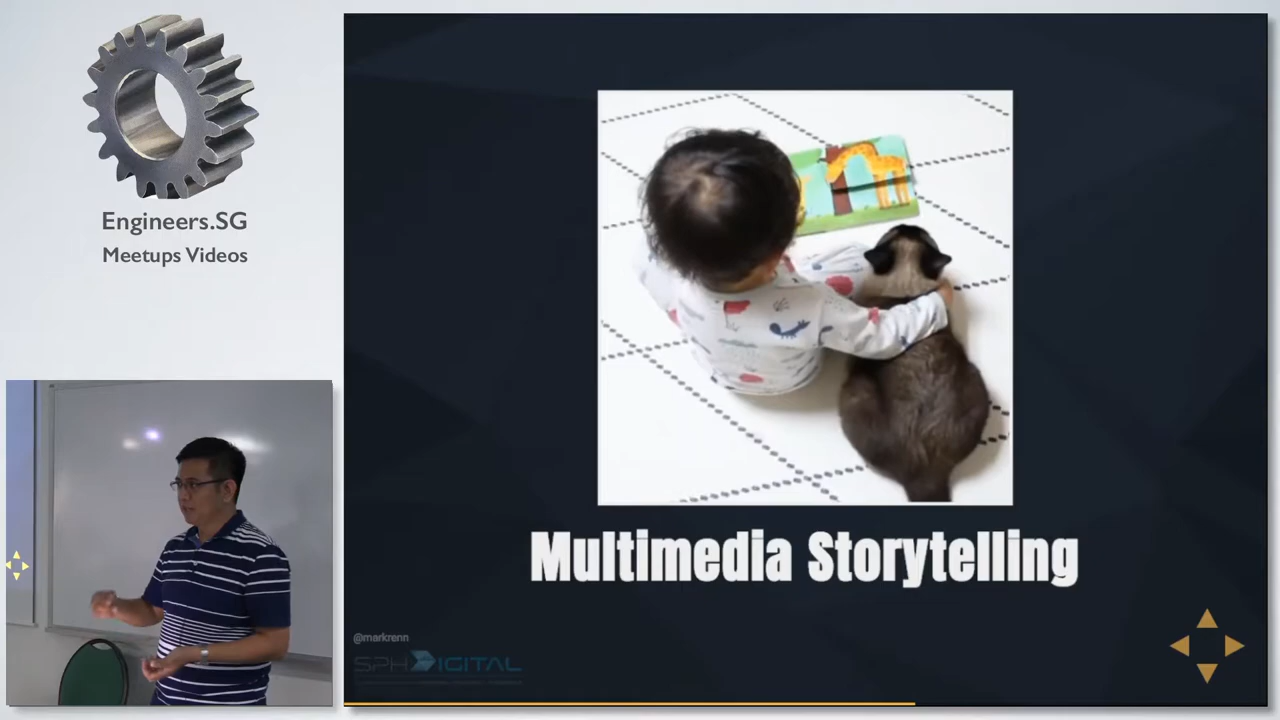 Engineers.SG
Meetups Videos
Multimedia Storytelling
@markrenn
SPH DIGITAL